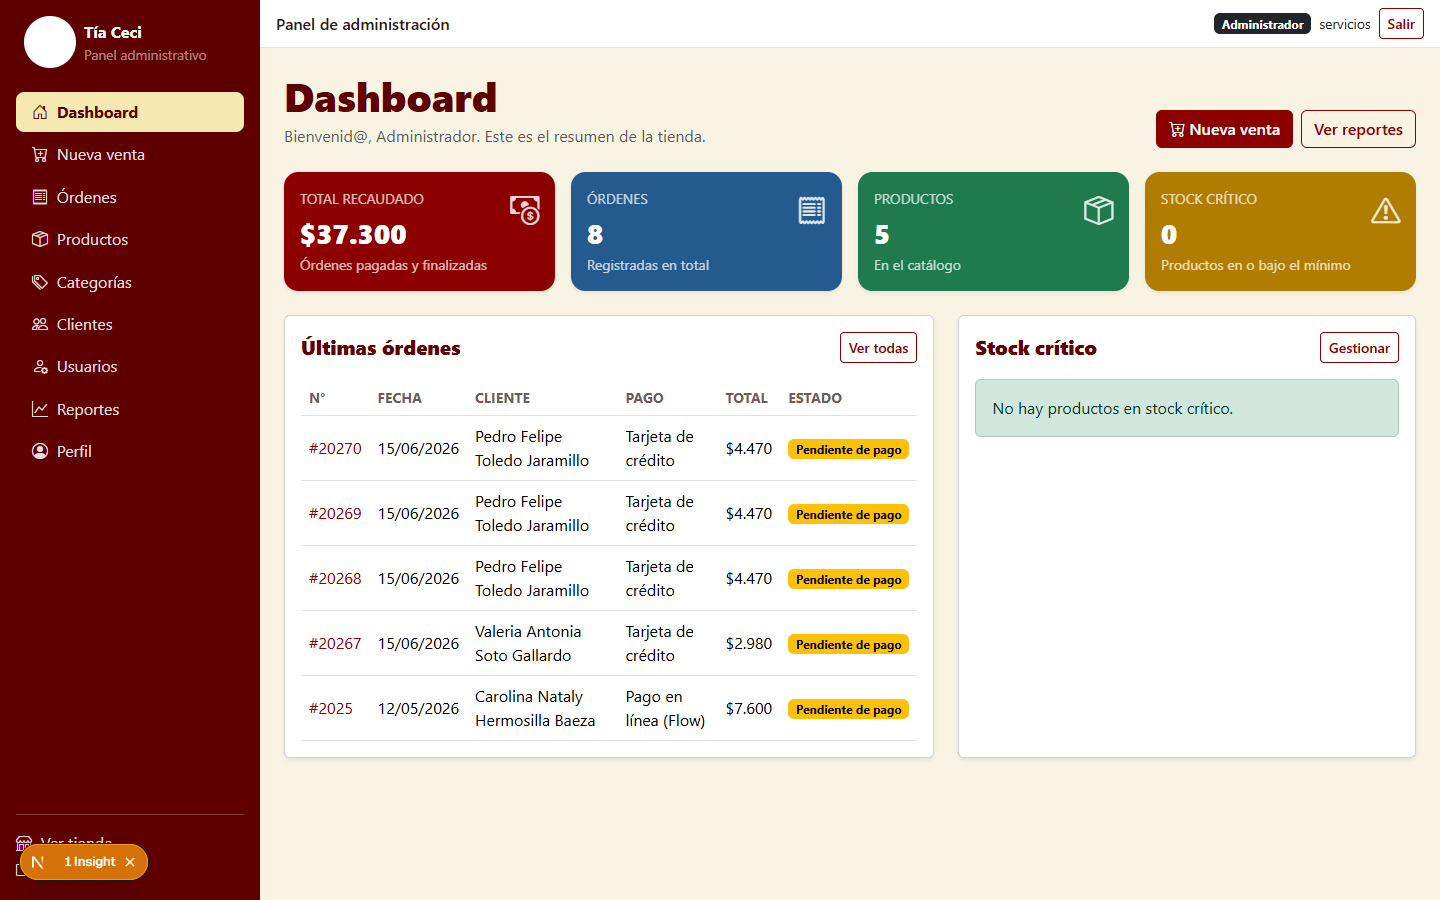 Tía Ceci
Panel administrativo
Dashboard
Nueva venta
Órdenes
Productos
Categorías
Clientes
Usuarios
Reportes
Perfil
Ver tienda
1 Insight
Panel de administración
Administrador servicios Salir
Dashboard
Bienvenid@, Administrador. Este es el resumen de la tienda.
Nueva venta Ver reportes
TOTAL RECAUDADO
$37.300
Órdenes pagadas y finalizadas
ÓRDENES
8
Registradas en total
PRODUCTOS
5
En el catálogo
STOCK CRÍTICO
0
Productos en o bajo el mínimo
Últimas órdenes Ver todas
N° FECHA CLIENTE PAGO TOTAL ESTADO
#20270 15/06/2026 Pedro Felipe Toledo Jaramillo Tarjeta de crédito $4.470 Pendiente de pago
#20269 15/06/2026 Pedro Felipe Toledo Jaramillo Tarjeta de crédito $4.470 Pendiente de pago
#20268 15/06/2026 Pedro Felipe Toledo Jaramillo Tarjeta de crédito $4.470 Pendiente de pago
#20267 15/06/2026 Valeria Antonia Soto Gallardo Tarjeta de crédito $2.980 Pendiente de pago
#2025 12/05/2026 Carolina Nataly Hermosilla Baeza Pago en línea (Flow) $7.600 Pendiente de pago
Stock crítico Gestionar
No hay productos en stock crítico.